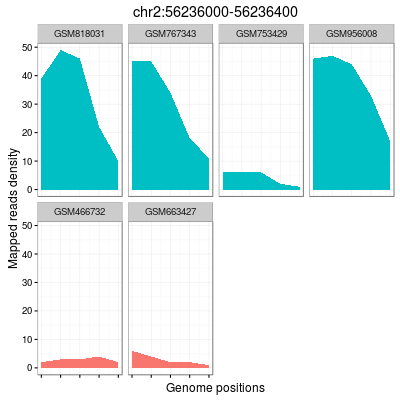 chr2:56236000-56236400
GSM818031 GSM767343 GSM753429 GSM956008
50
40
30
20
10
0
Mapped reads density
GSM466732 GSM663427
50
40
30
20
10
0
Genome positions